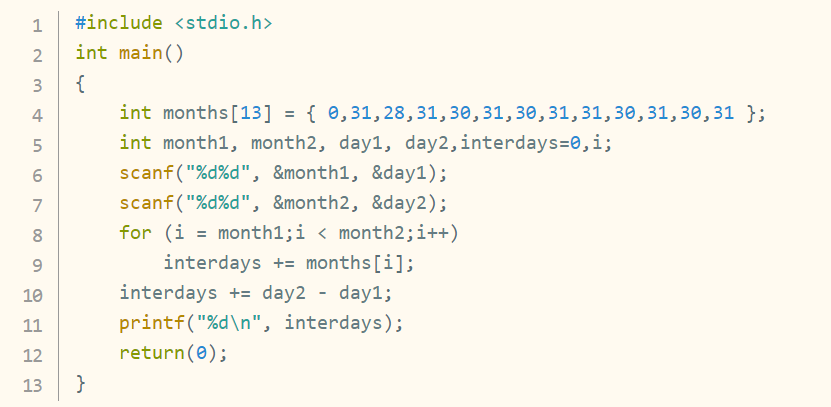 1 #include <stdio.h>
2 int main()
3 {
4 int months[13] = { 0,31,28,31,30,31,30,31,31,30,31,30,31 };
5 int month1, month2, day1, day2,interdays=0,i;
6 scanf("%d%d", &month1, &day1);
7 scanf("%d%d", &month2, &day2);
8 for (i = month1;i < month2;i++)
9 interdays += months[i];
10 interdays += day2 - day1;
11 printf("%d\n", interdays);
12 return(0);
13 }